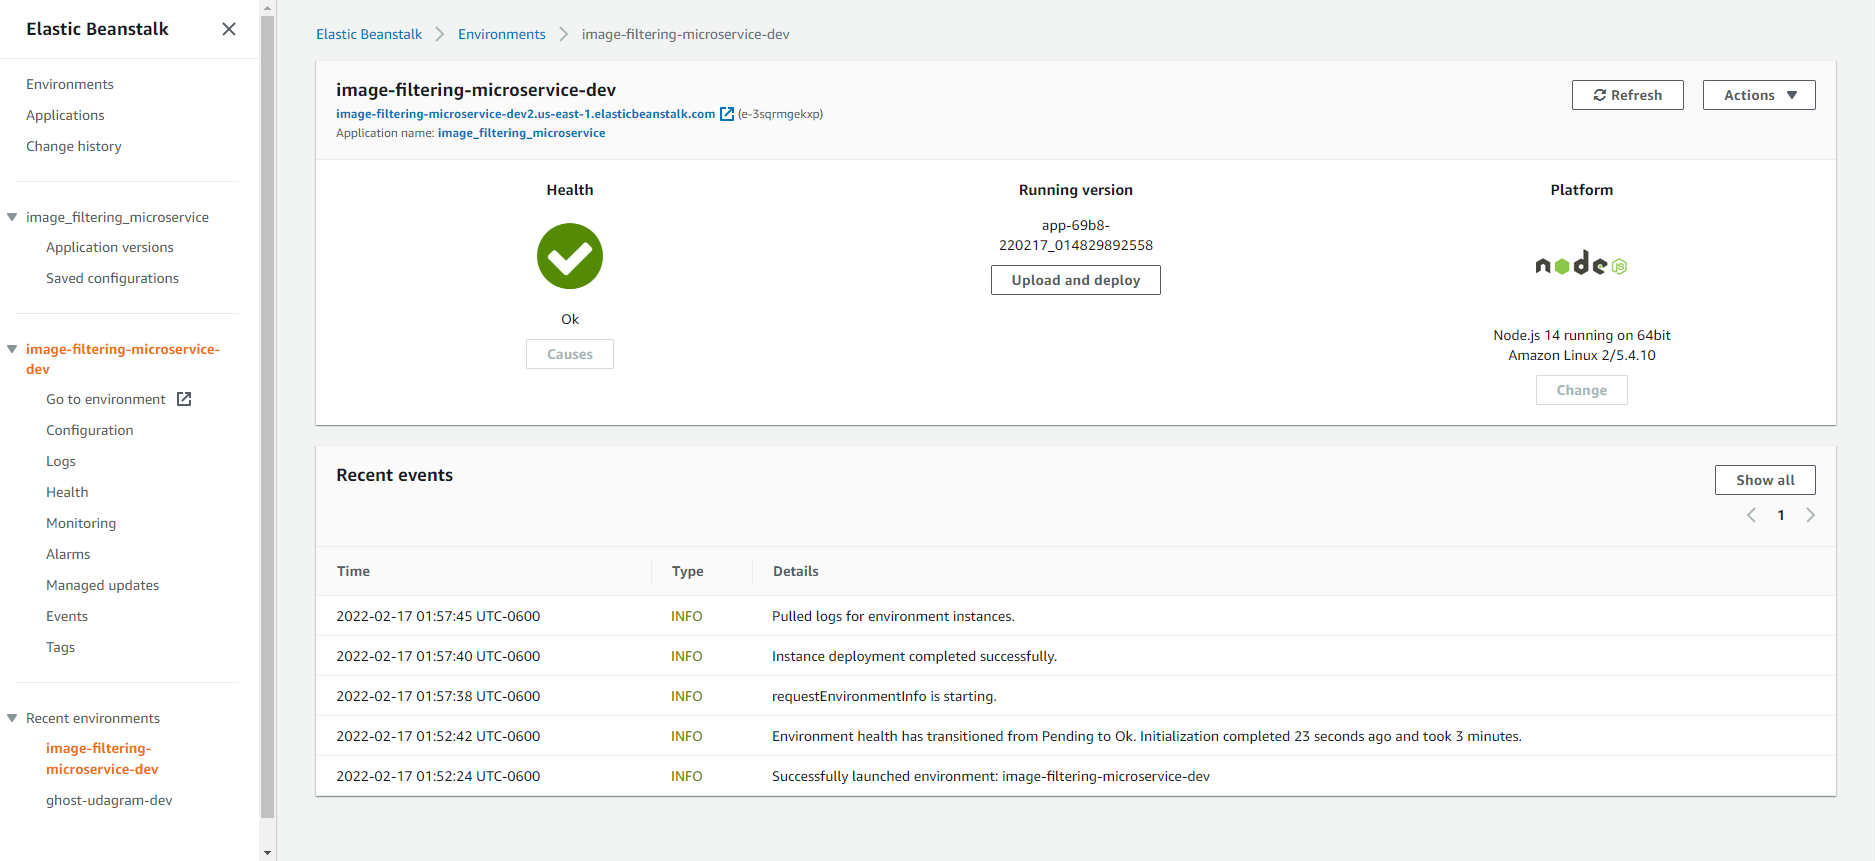 Elastic Beanstalk
Environments
Applications
Change history
image_filtering_microservice
Application versions
Saved configurations
image-filtering-microservice-
dev
Go to environment
Configuration
Logs
Health
Monitoring
Alarms
Managed updates
Events
Tags
Recent environments
image-filtering-
microservice-dev
ghost-udagram-dev
Elastic Beanstalk Environments image-filtering-microservice-dev
image-filtering-microservice-dev
image-filtering-microservice-dev2.us-east-1.elasticbeanstalk.com (e-3sqrmgekxp)
Application name: image_filtering_microservice
Refresh
Actions
Health
Ok
Causes
Running version
app-69b8-
220217_014829892558
Upload and deploy
Platform
node JS
Node.js 14 running on 64bit
Amazon Linux 2/5.4.10
Change
Recent events
Show all
1
Time Type Details
2022-02-17 01:57:45 UTC-0600 INFO Pulled logs for environment instances.
2022-02-17 01:57:40 UTC-0600 INFO Instance deployment completed successfully.
2022-02-17 01:57:38 UTC-0600 INFO requestEnvironmentInfo is starting.
2022-02-17 01:52:42 UTC-0600 INFO Environment health has transitioned from Pending to Ok. Initialization completed 23 seconds ago and took 3 minutes.
2022-02-17 01:52:24 UTC-0600 INFO Successfully launched environment: image-filtering-microservice-dev